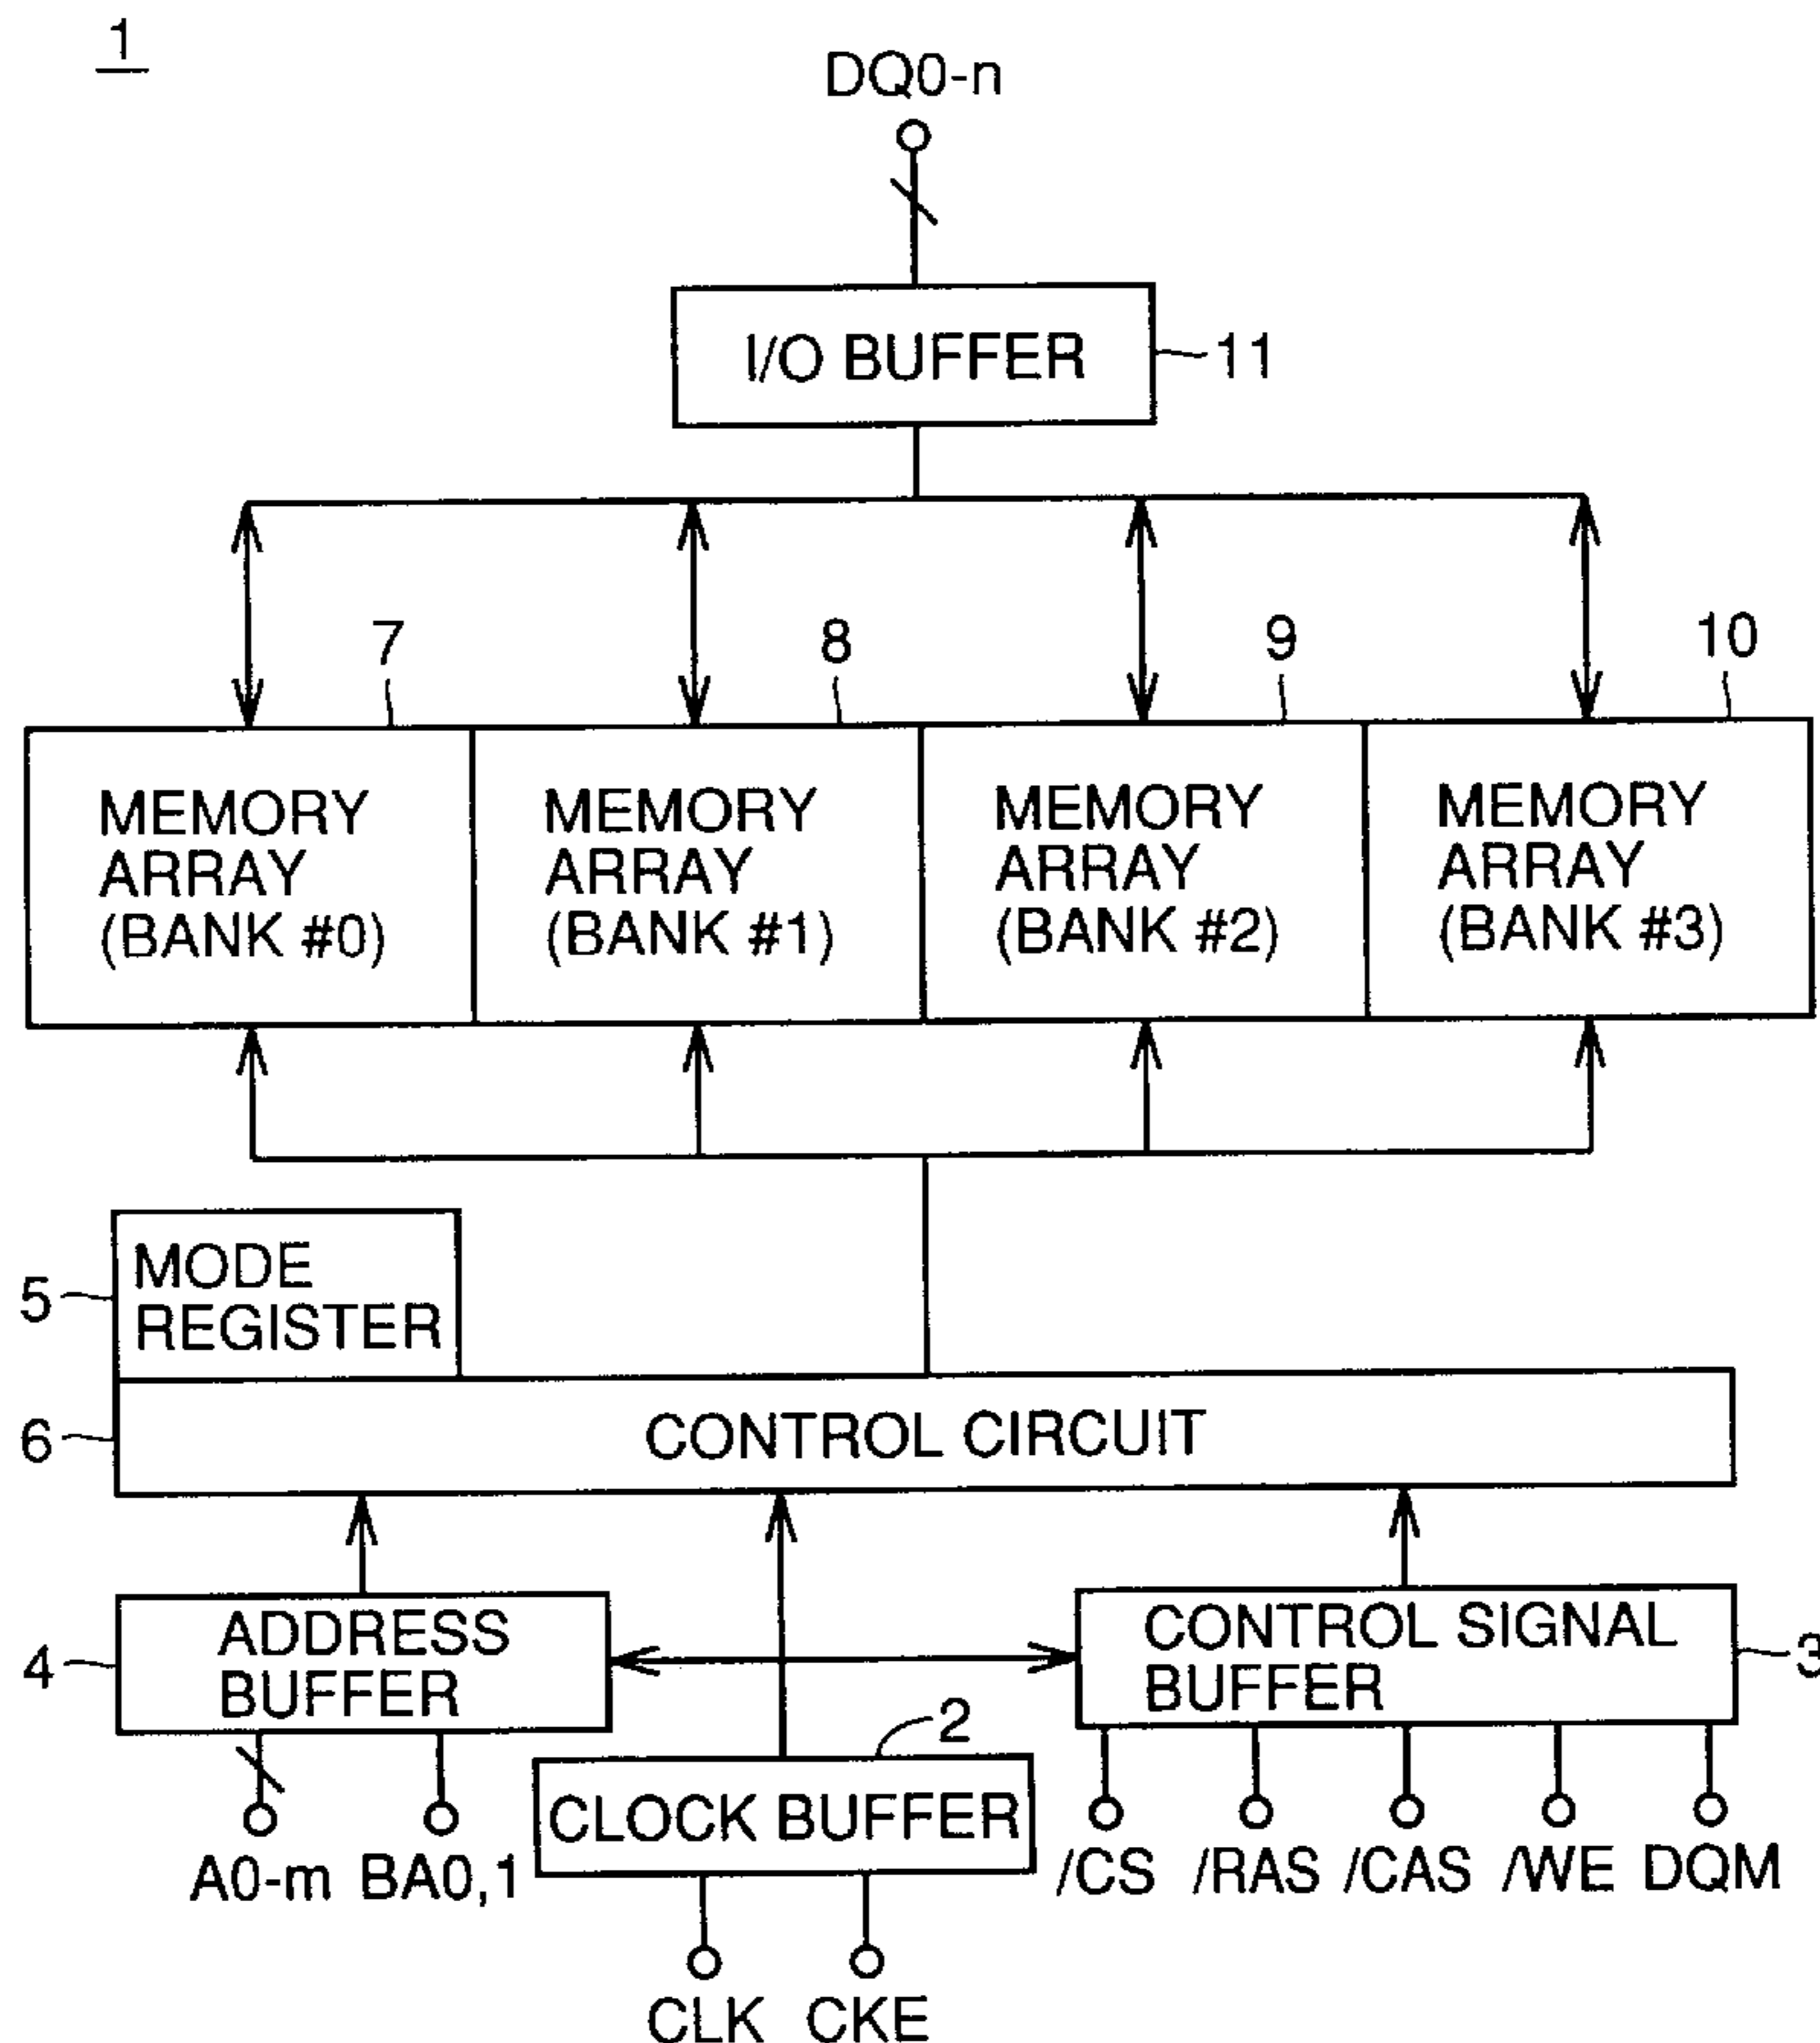 1
DQ0-n
I/O BUFFER
11
7
8
9
10
MEMORY
ARRAY
(BANK #0)
MEMORY
ARRAY
(BANK #1)
MEMORY
ARRAY
(BANK #2)
MEMORY
ARRAY
(BANK #3)
5
MODE
REGISTER
6
CONTROL CIRCUIT
4
ADDRESS
BUFFER
CONTROL SIGNAL
BUFFER
3
2
CLOCK BUFFER
A0-m
BA0,1
/CS
/RAS
/CAS
/WE
DQM
CLK
CKE